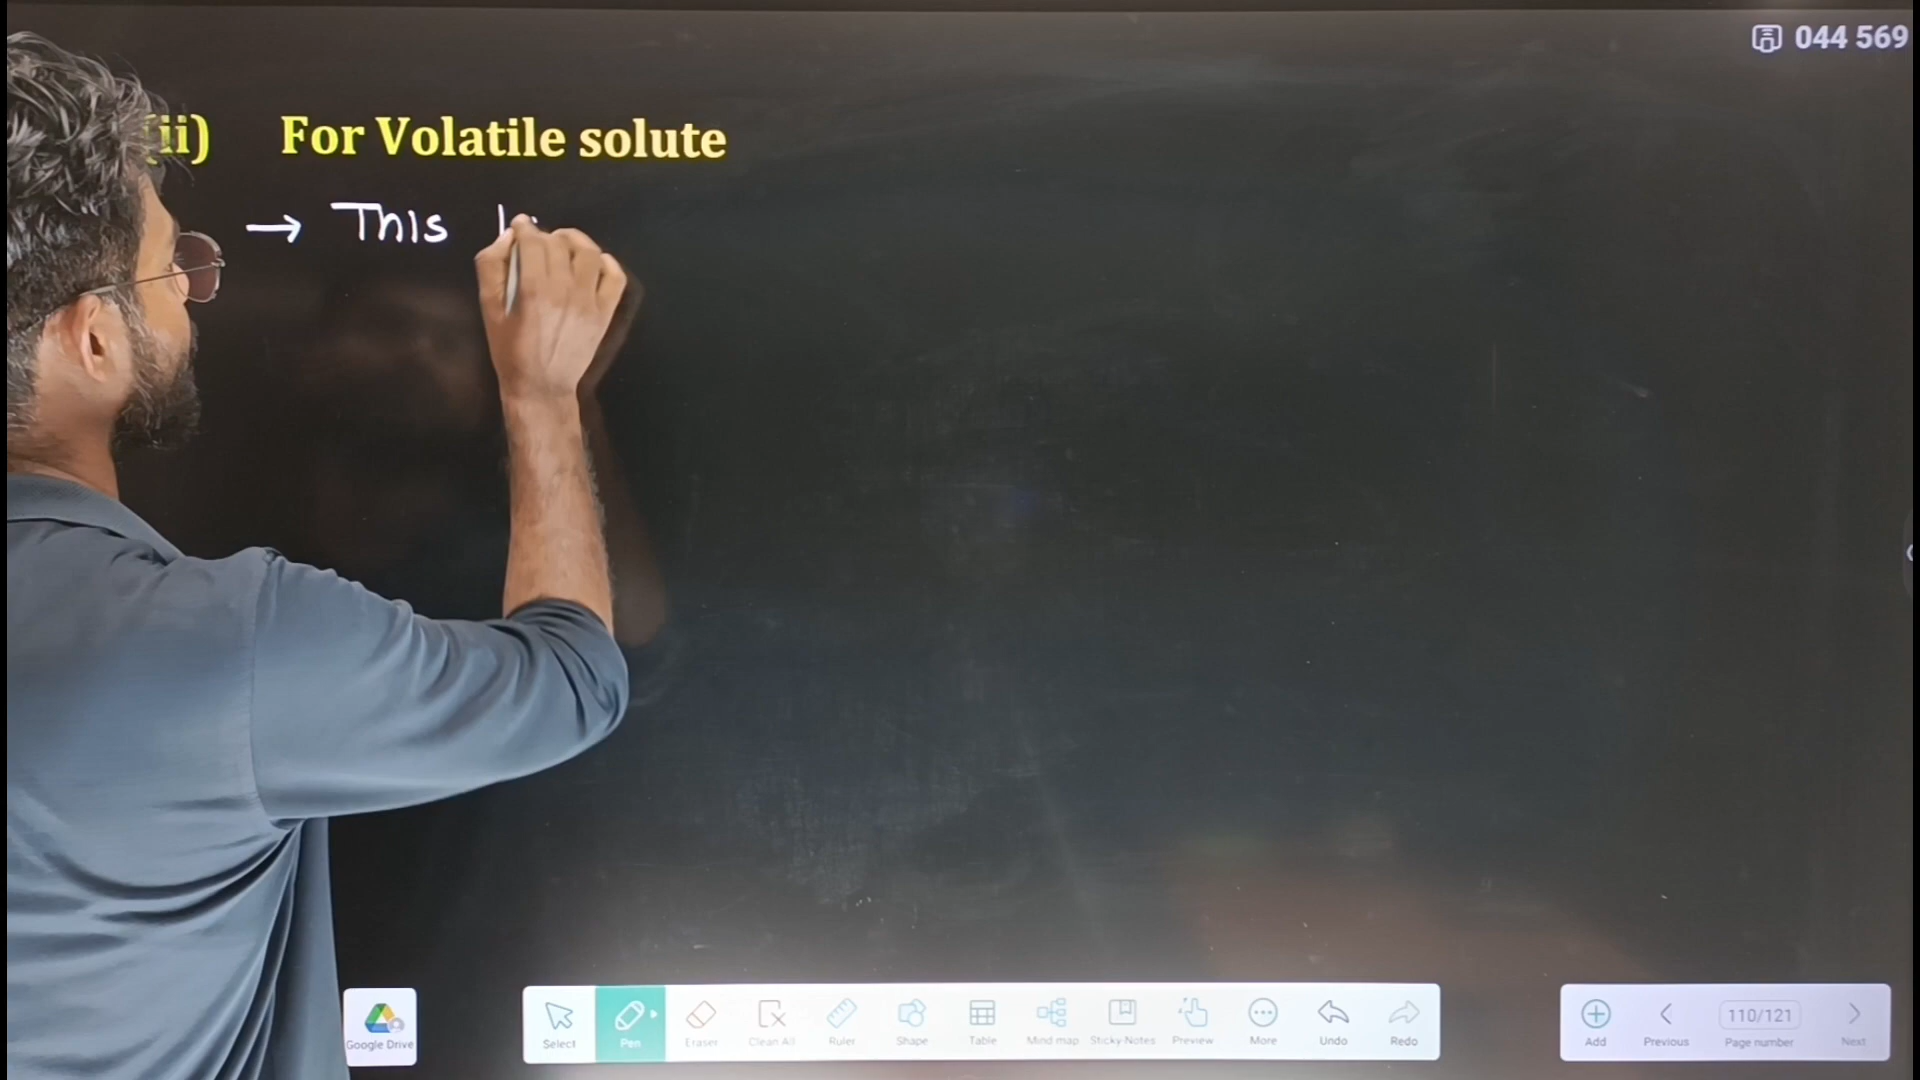 044 569
(ii) For Volatile solute
→ This
Google Drive
Select Pen Eraser Clean All Ruler Shape Table Mind map Sticky Notes Preview More Undo Redo
Add Previous 110/121 Page number Next